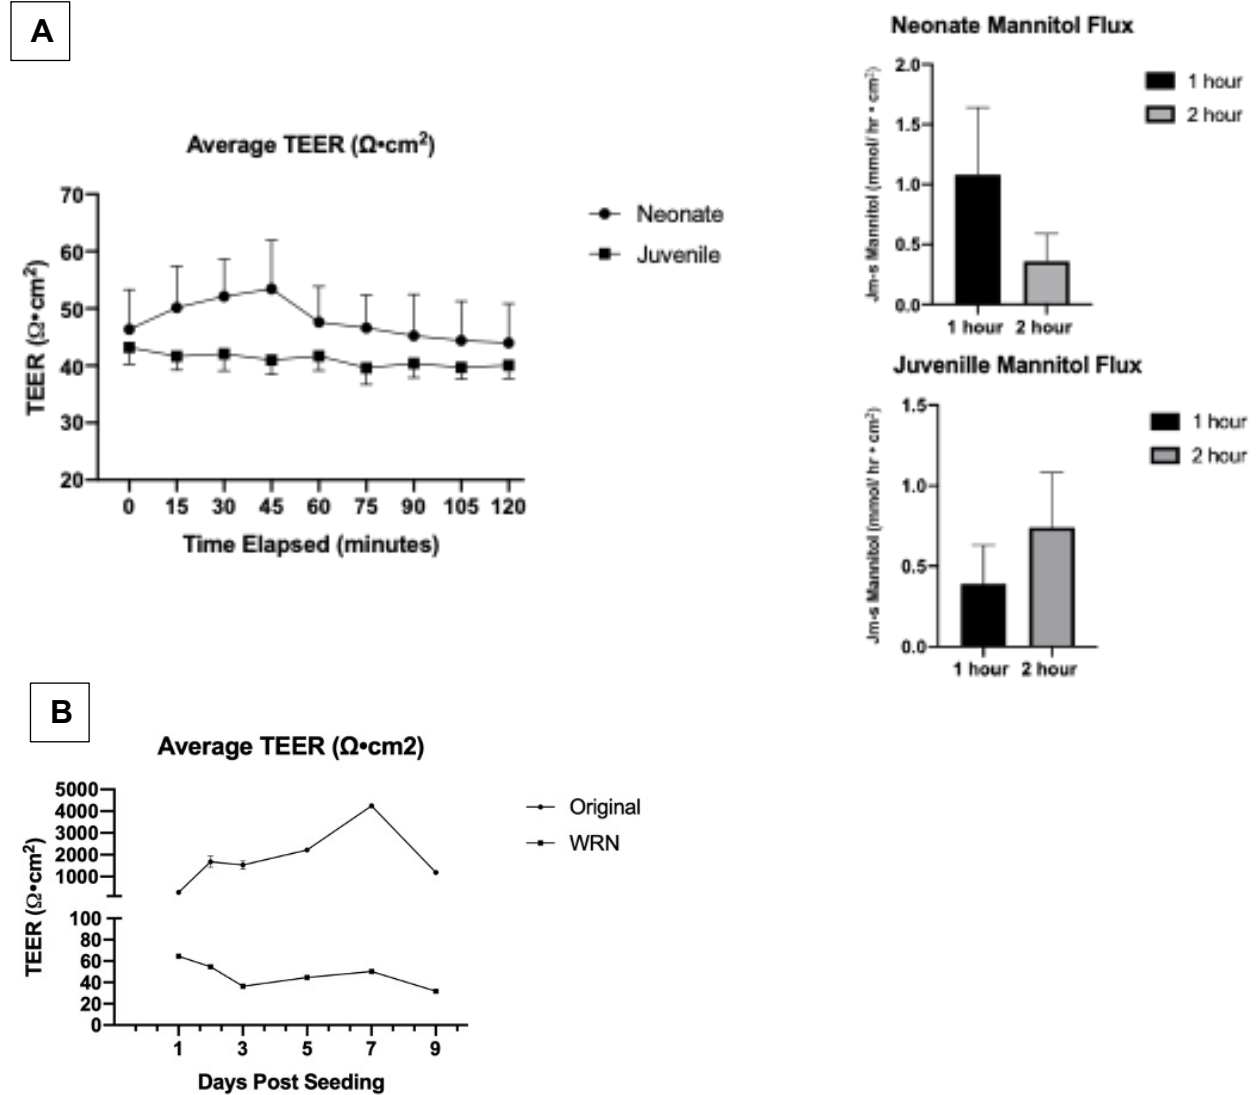 A
Average TEER (Ω•cm²)
TEER (Ω•cm²)
70
60
50
40
30
20
0 15 30 45 60 75 90 105 120
Time Elapsed (minutes)
Neonate
Juvenile
Neonate Mannitol Flux
Jm-s Mannitol (mmol/ hr • cm²)
2.0
1.5
1.0
0.5
0.0
1 hour 2 hour
1 hour
2 hour
Juvenille Mannitol Flux
Jm-s Mannitol (mmol/ hr • cm²)
1.5
1.0
0.5
0.0
1 hour 2 hour
1 hour
2 hour
B
Average TEER (Ω•cm2)
TEER (Ω•cm²)
5000
4000
3000
2000
1000
100
80
60
40
20
0
1 3 5 7 9
Days Post Seeding
Original
WRN